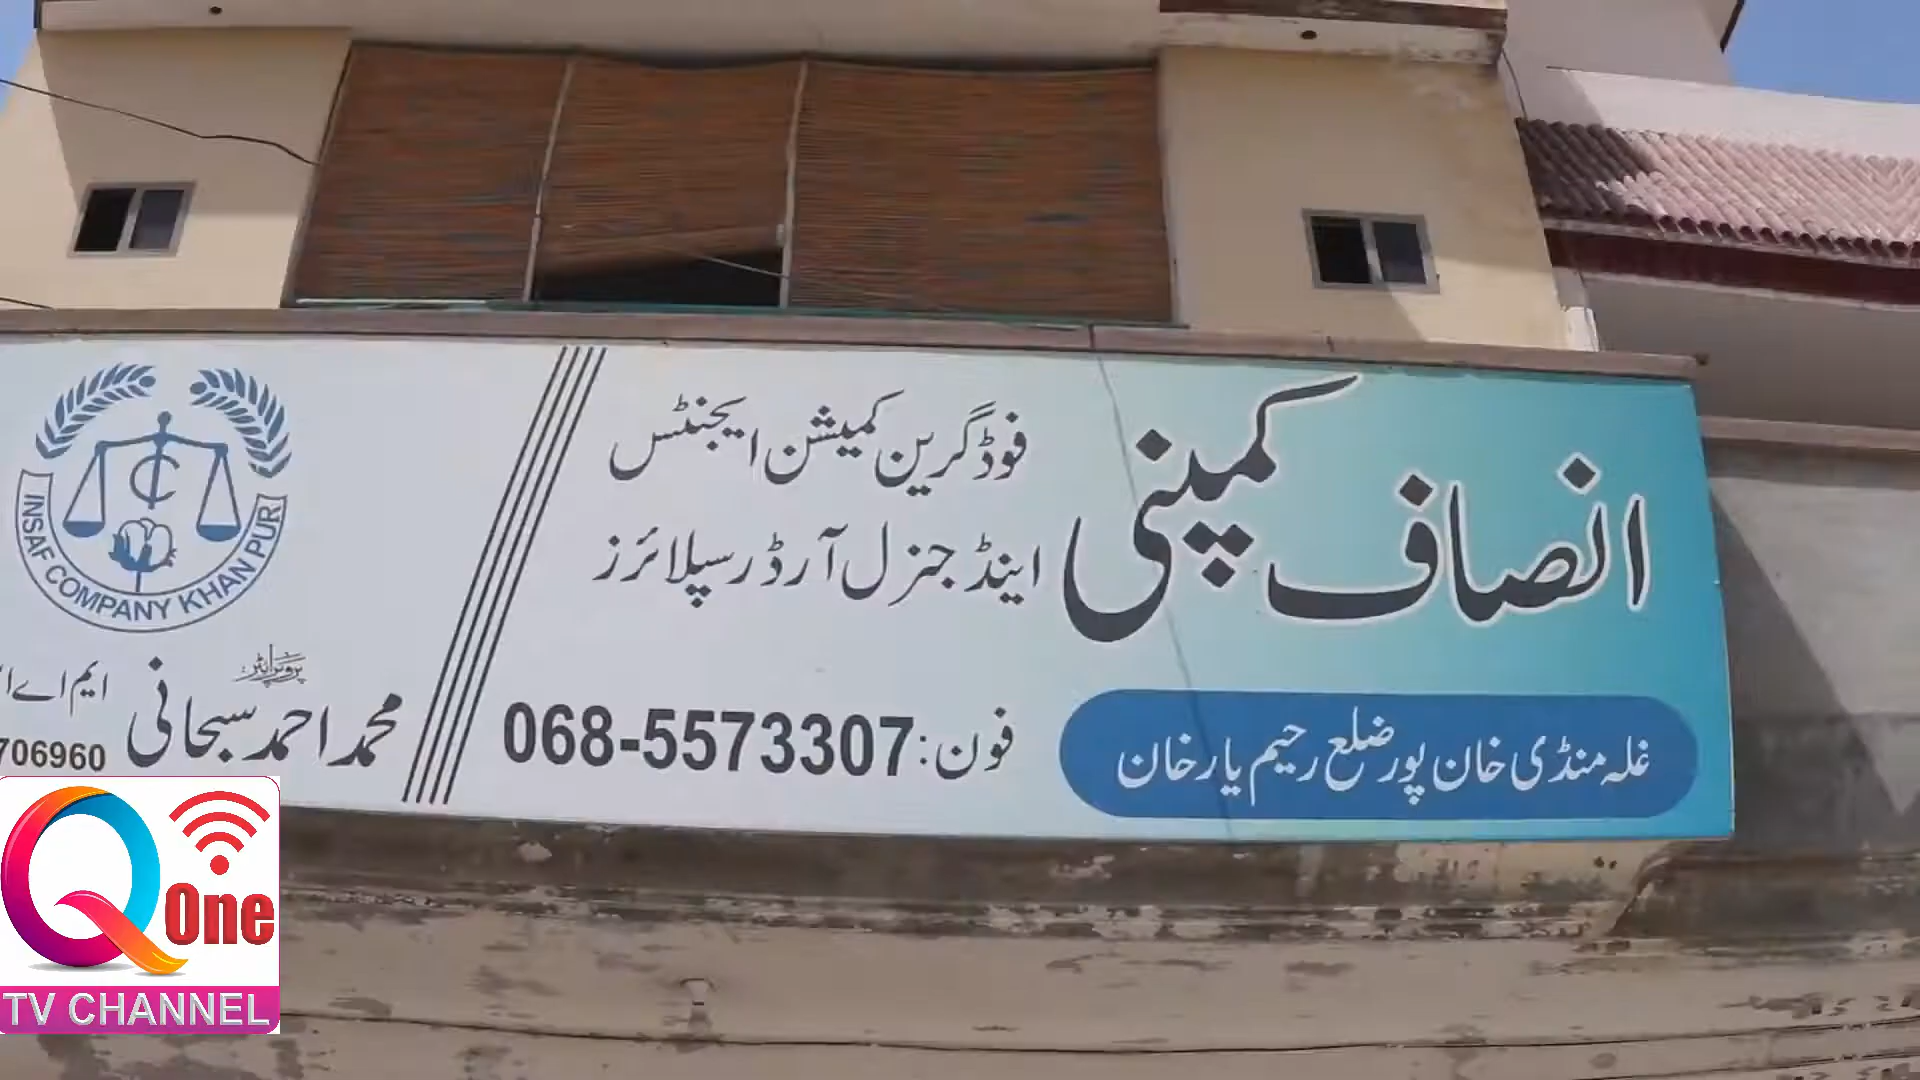 انصاف کمپنی
فوڈ گرین کمیشن ایجنٹس
اینڈ جنرل آرڈر سپلائرز
غلہ منڈی خان پور ضلع رحیم یار خان
فون: 068-5573307
INSAF COMPANY KHAN PUR
پروپرائٹر:
محمد احمد سبحانی
ایم اے
706960
Q One
TV CHANNEL